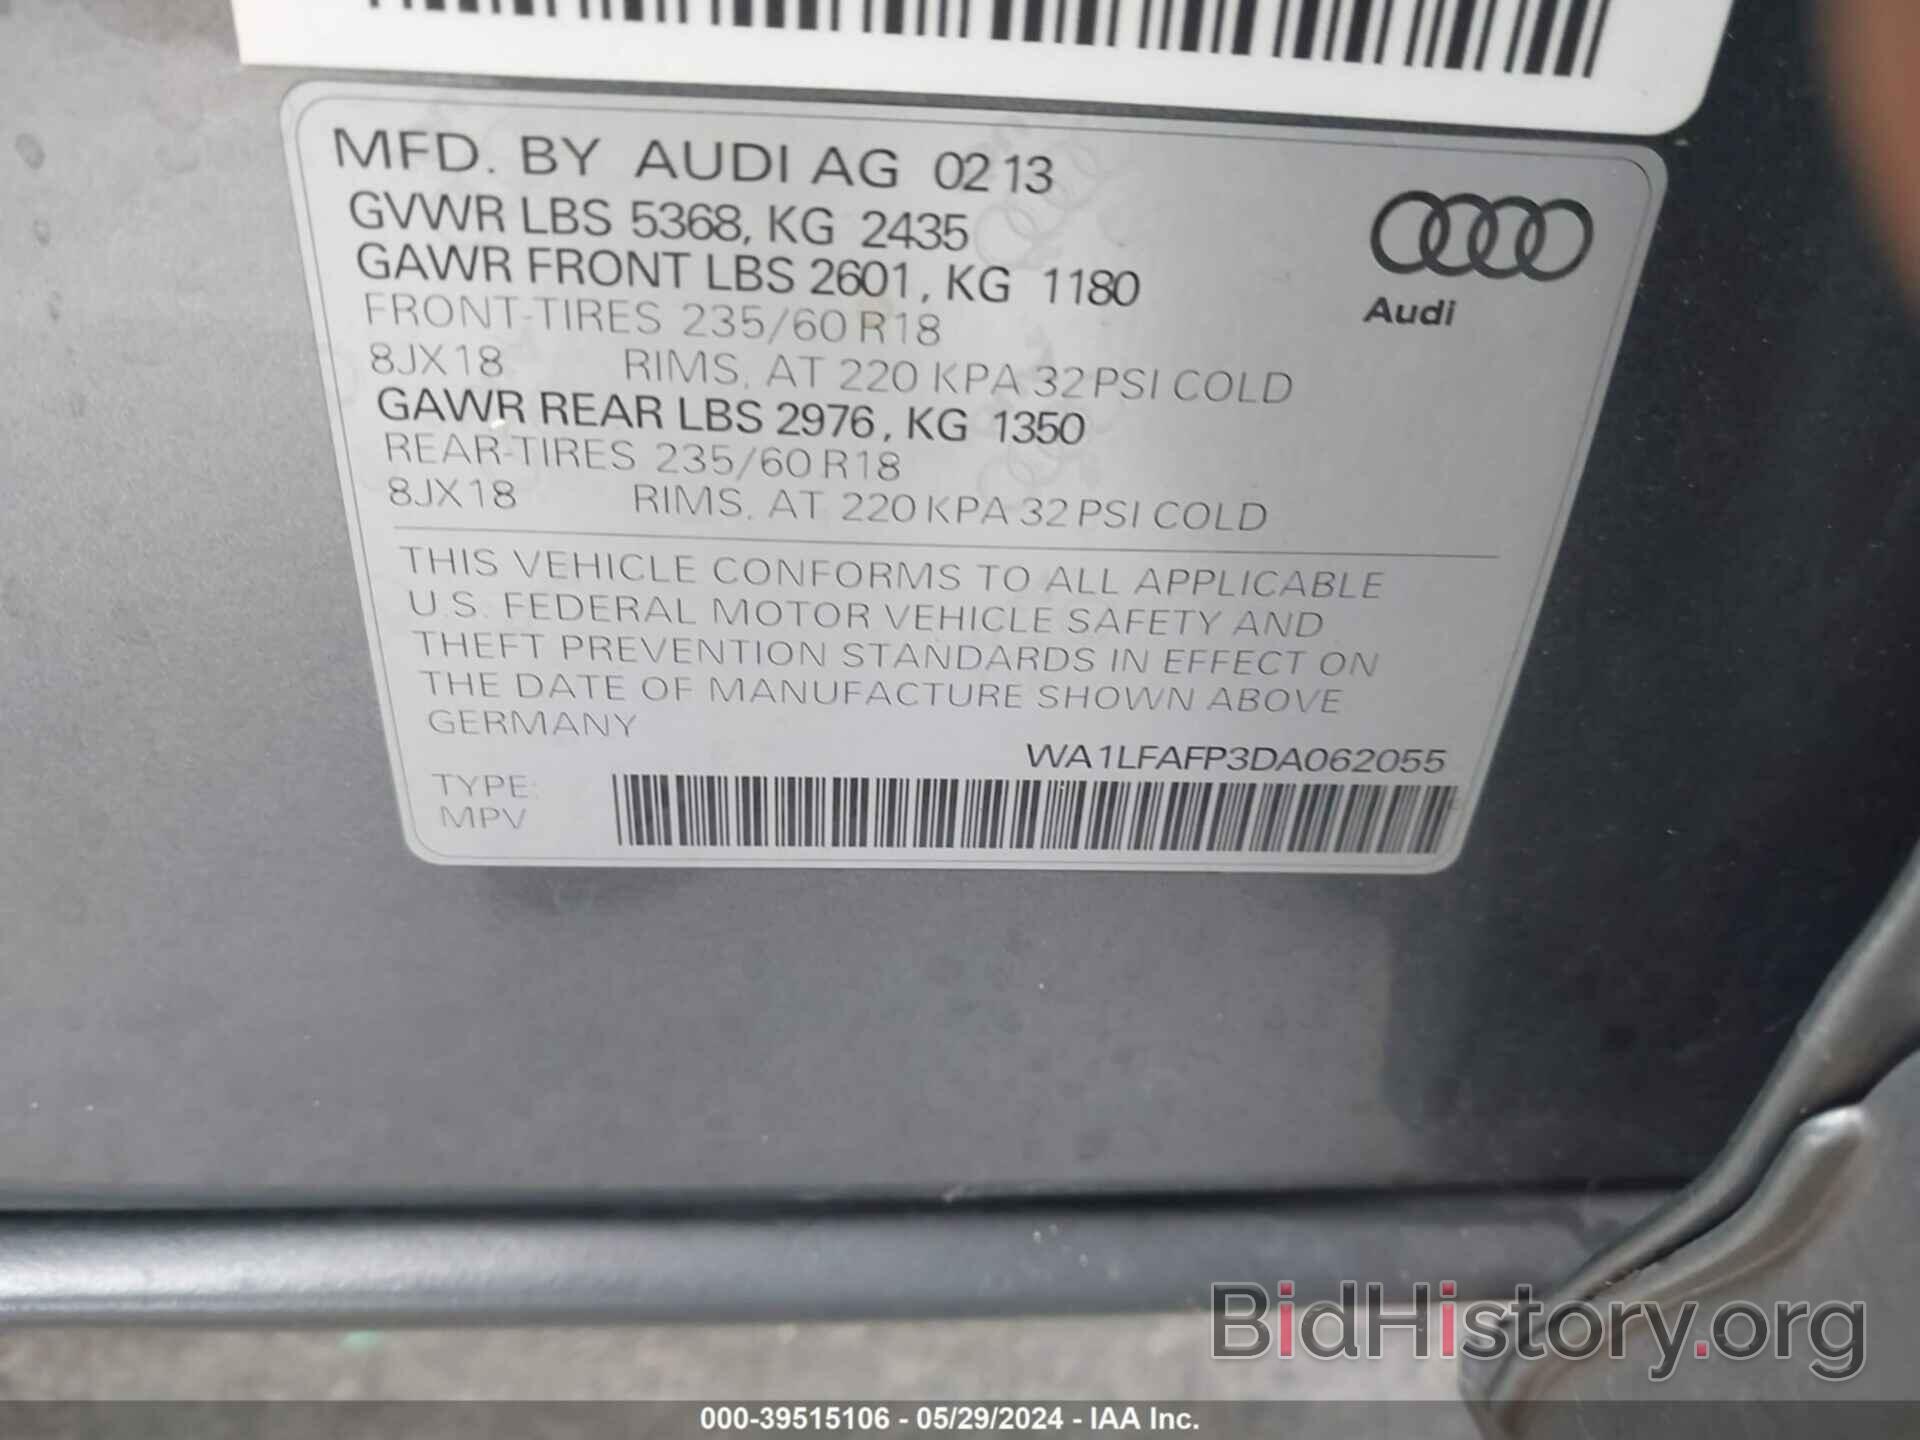 MFD. BY AUDI AG 02 13
GVWR LBS 5368, KG 2435
GAWR FRONT LBS 2601, KG 1180
FRONT-TIRES 235/60 R18
8JX18 RIMS, AT 220 KPA 32 PSI COLD
GAWR REAR LBS 2976, KG 1350
REAR-TIRES 235/60 R18
8JX18 RIMS, AT 220 KPA 32 PSI COLD
Audi
THIS VEHICLE CONFORMS TO ALL APPLICABLE
U.S. FEDERAL MOTOR VEHICLE SAFETY AND
THEFT PREVENTION STANDARDS IN EFFECT ON
THE DATE OF MANUFACTURE SHOWN ABOVE
GERMANY
WA1LFAFP3DA062055
TYPE:
MPV
BidHistory.org
000-39515106 - 05/29/2024 - IAA Inc.